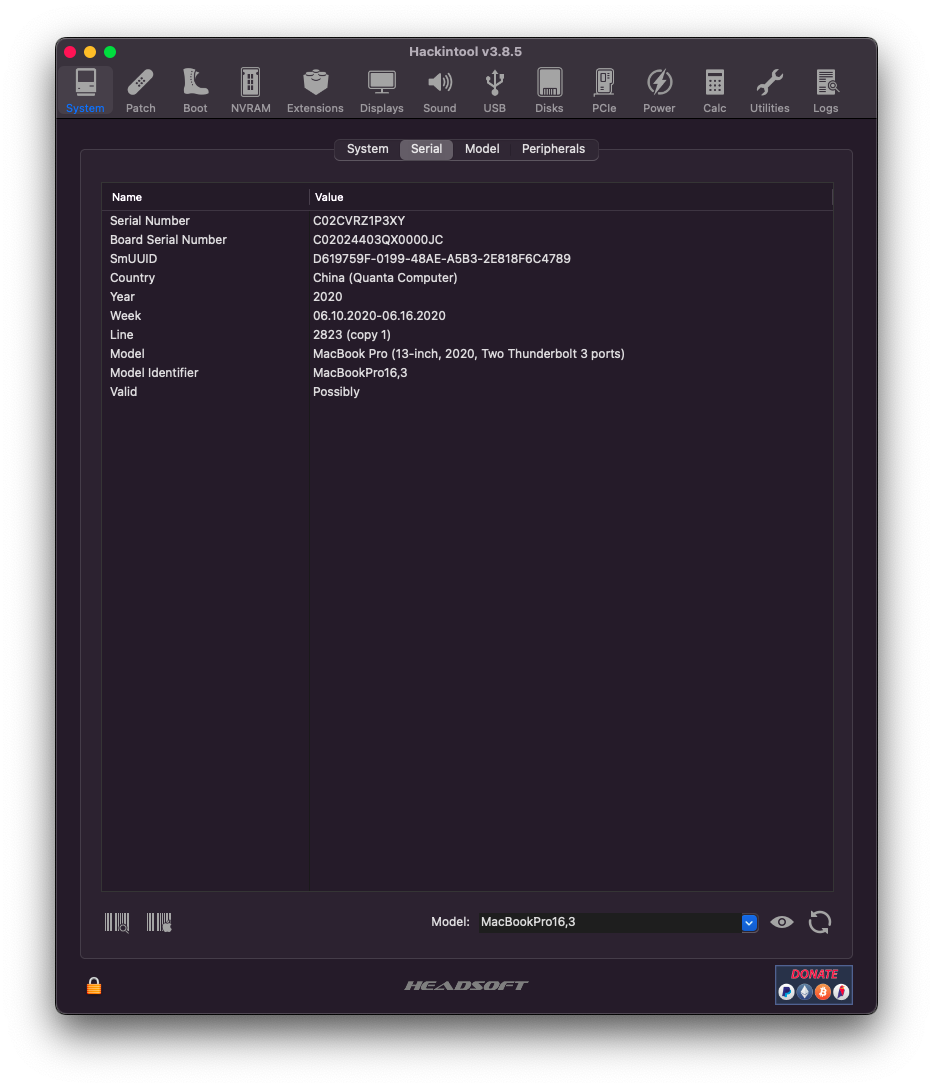 Hackintool v3.8.5
System Patch Boot NVRAM Extensions Displays Sound USB Disks PCIe Power Calc Utilities Logs
System Serial Model Peripherals
Name Value
Serial Number C02CVRZ1P3XY
Board Serial Number C02024403QX0000JC
SmUUID D619759F-0199-48AE-A5B3-2E818F6C4789
Country China (Quanta Computer)
Year 2020
Week 06.10.2020-06.16.2020
Line 2823 (copy 1)
Model MacBook Pro (13-inch, 2020, Two Thunderbolt 3 ports)
Model Identifier MacBookPro16,3
Valid Possibly
Model: MacBookPro16,3
HEADSOFT
DONATE